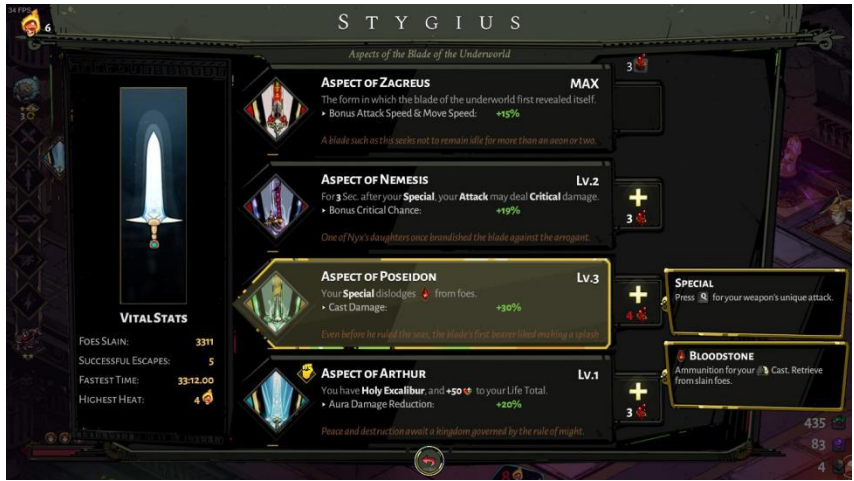 34 FPS
6
STYGIUS
Aspects of the Blade of the Underworld
3
ASPECT OF ZAGREUS MAX
The form in which the blade of the underworld first revealed itself.
▸ Bonus Attack Speed & Move Speed: +15%
A blade such as this seeks not to remain idle for more than an aeon or two.
ASPECT OF NEMESIS Lv.2
For 3 Sec. after your Special, your Attack may deal Critical damage.
▸ Bonus Critical Chance: +19%
One of Nyx's daughters once brandished the blade against the arrogant.
+
3
ASPECT OF POSEIDON Lv.3
Your Special dislodges from foes.
▸ Cast Damage: +30%
Even before he ruled the seas, the blade's first bearer liked making a splash
+
4
SPECIAL
Press Q for your weapon's unique attack.
BLOODSTONE
Ammunition for your Cast. Retrieve
from slain foes.
ASPECT OF ARTHUR Lv.1
You have Holy Excalibur, and +50 to your Life Total.
▸ Aura Damage Reduction: +20%
Peace and destruction await a kingdom governed by the rule of might.
+
3
VITAL STATS
FOES SLAIN: 3311
SUCCESSFUL ESCAPES: 5
FASTEST TIME: 33:12.00
HIGHEST HEAT: 4
3
435
83
4